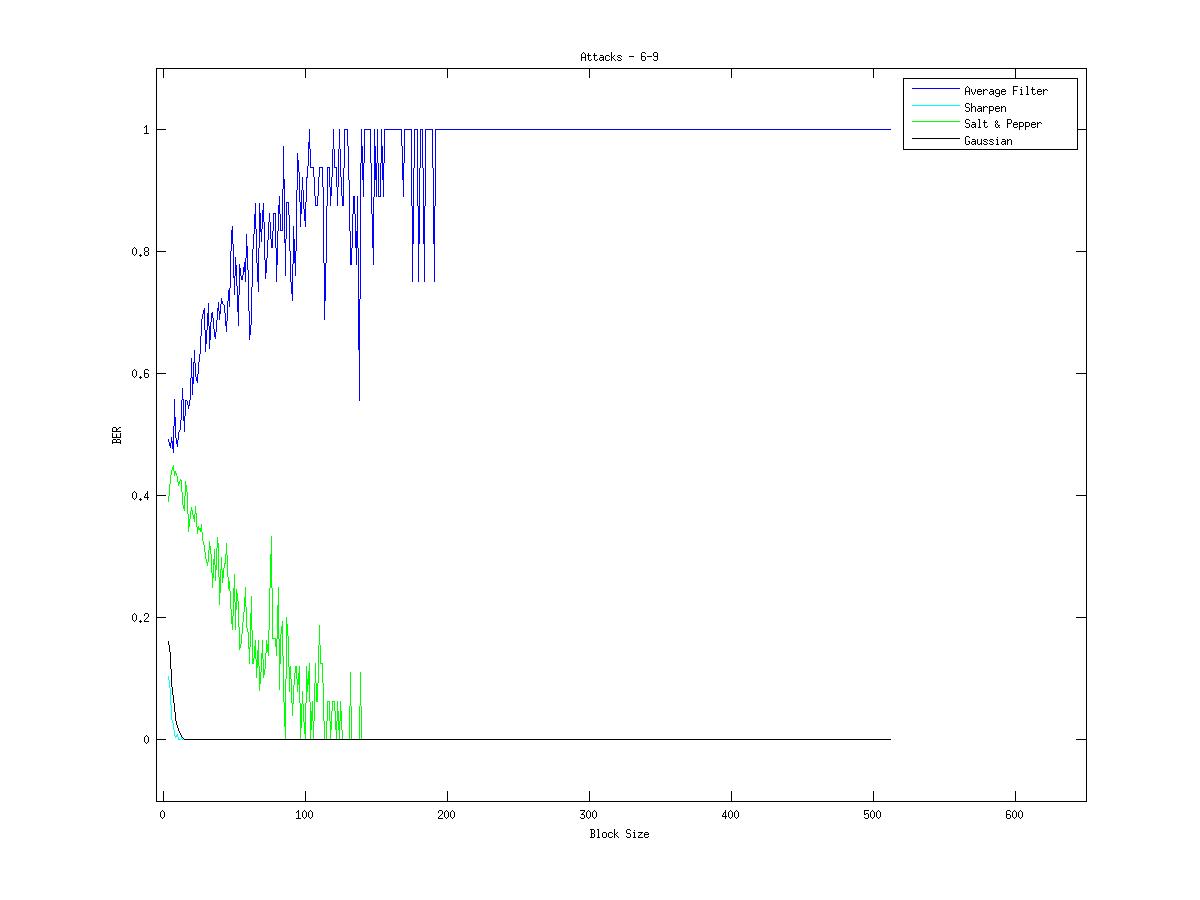 Attacks - 6-9
Average Filter
Sharpen
Salt & Pepper
Gaussian
1
0.8
0.6
0.4
0.2
0
BER
0 100 200 300 400 500 600
Block Size